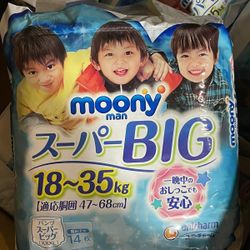 moony
man
スーパーBIG
18~35kg
【適応胴囲 47~68cm】
一晩中の
おしっこでも
安心
パンツ
スーパー
ビッグ
14枚
unicharm